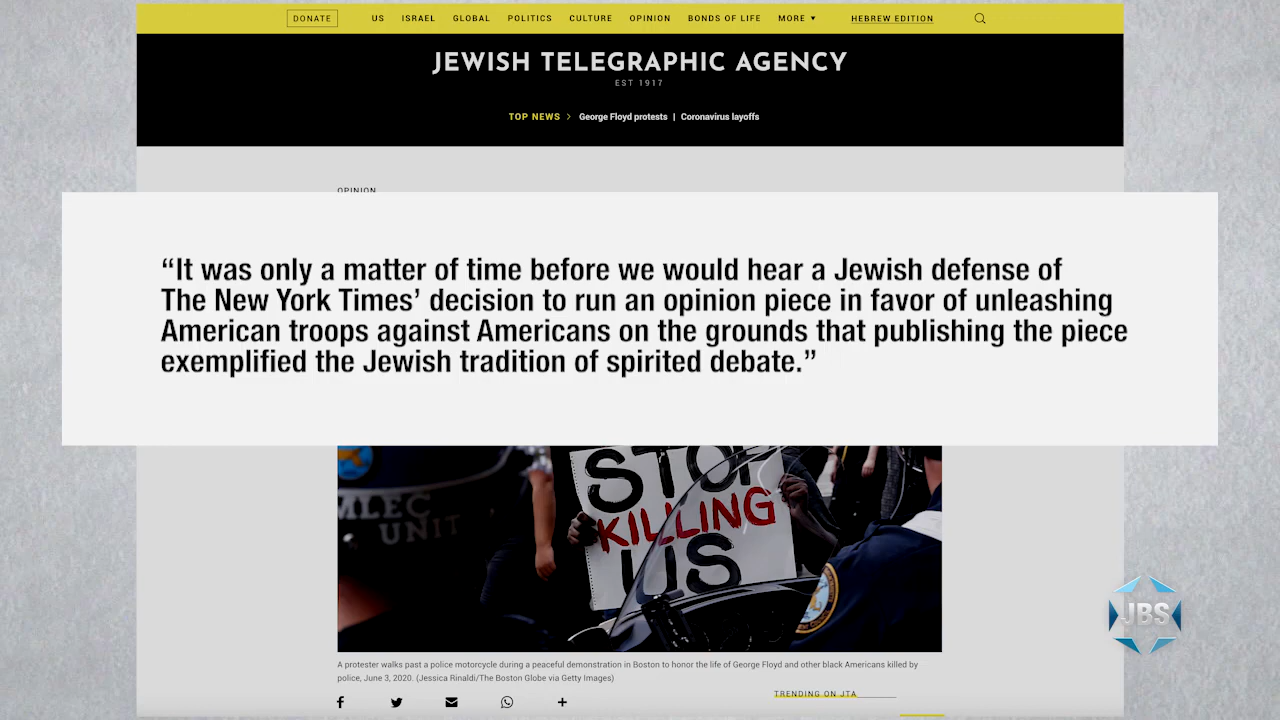 DONATE US ISRAEL GLOBAL POLITICS CULTURE OPINION BONDS OF LIFE MORE HEBREW EDITION
JEWISH TELEGRAPHIC AGENCY
EST 1917
TOP NEWS > George Floyd protests | Coronavirus layoffs
OPINION
“It was only a matter of time before we would hear a Jewish defense of
The New York Times’ decision to run an opinion piece in favor of unleashing
American troops against Americans on the grounds that publishing the piece
exemplified the Jewish tradition of spirited debate.”
MLEC
UNIT
STOP
KILLING
US
JBS
A protester walks past a police motorcycle during a peaceful demonstration in Boston to honor the life of George Floyd and other black Americans killed by
police, June 3, 2020. (Jessica Rinaldi/The Boston Globe via Getty Images)
TRENDING ON JTA